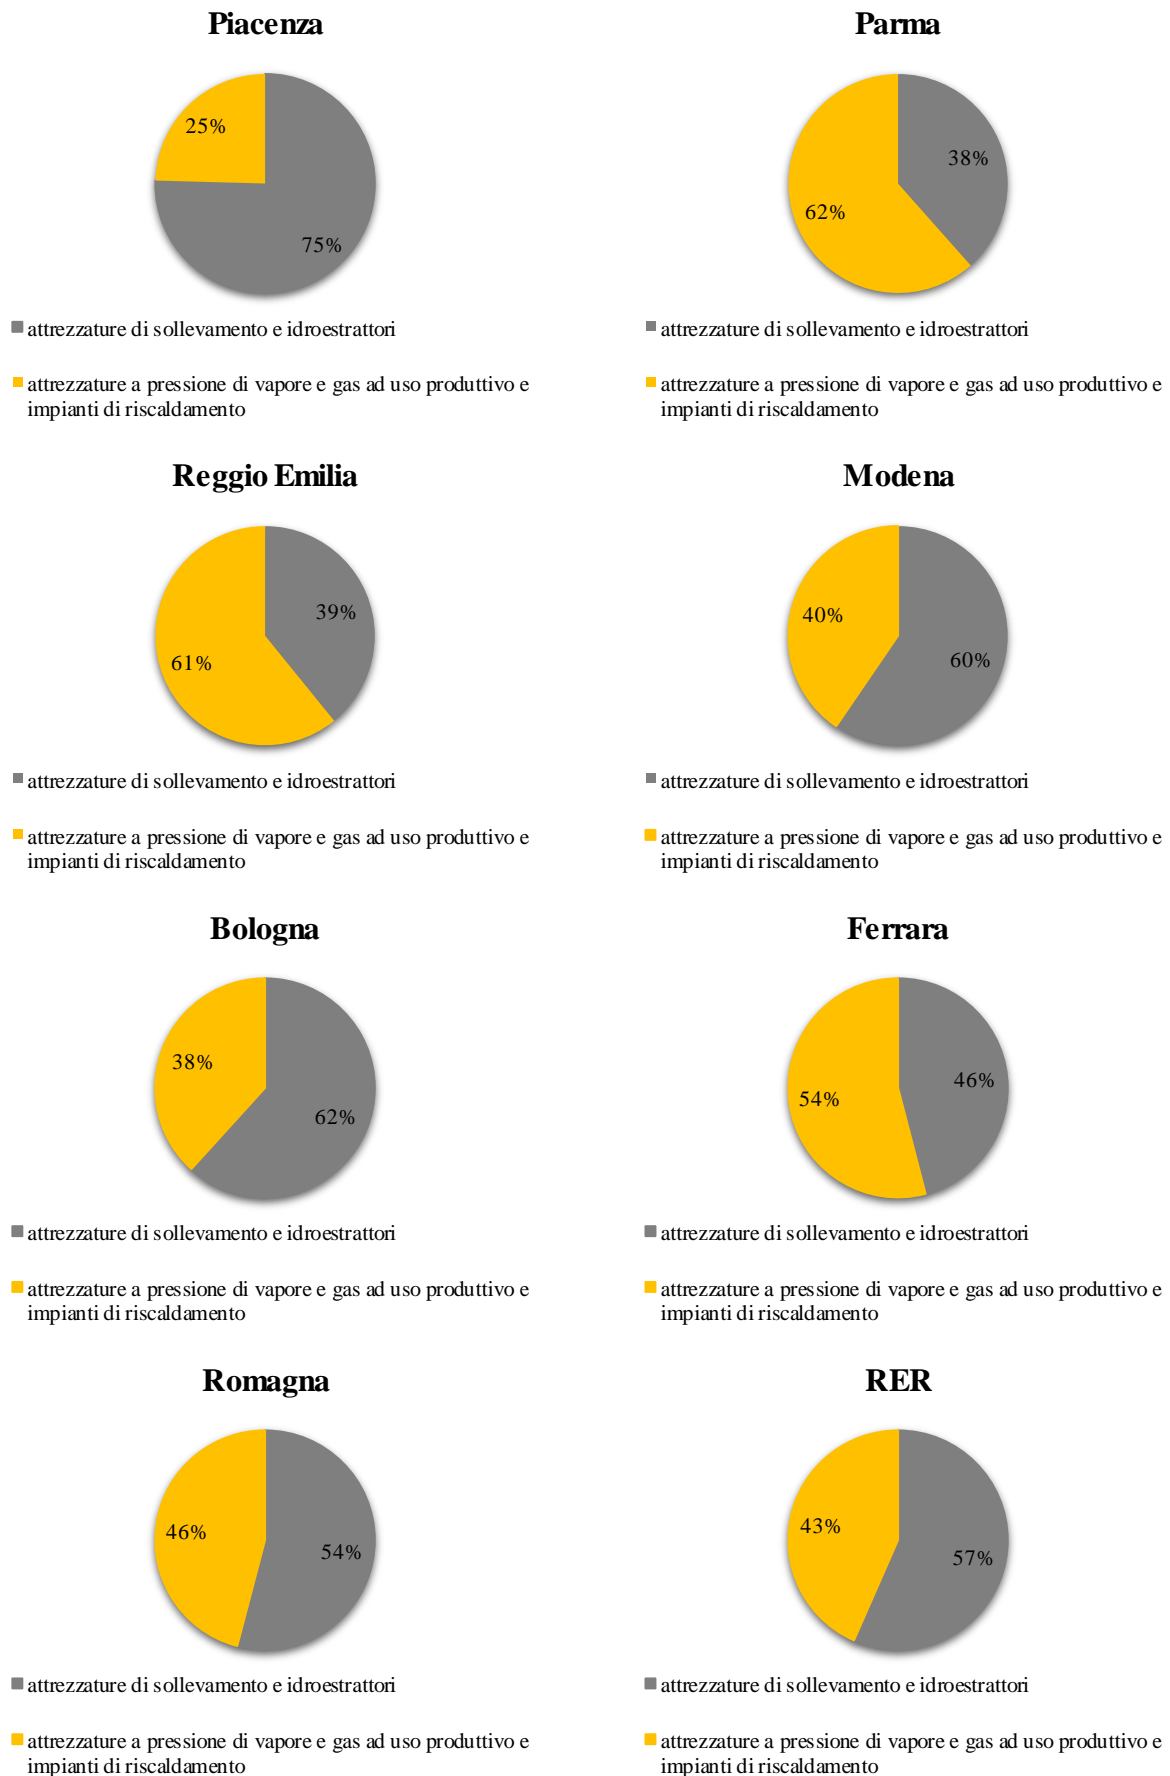 Piacenza
25%
75%
attrezzature di sollevamento e idroestrattori
attrezzature a pressione di vapore e gas ad uso produttivo e
impianti di riscaldamento
Parma
38%
62%
attrezzature di sollevamento e idroestrattori
attrezzature a pressione di vapore e gas ad uso produttivo e
impianti di riscaldamento
Reggio Emilia
39%
61%
attrezzature di sollevamento e idroestrattori
attrezzature a pressione di vapore e gas ad uso produttivo e
impianti di riscaldamento
Modena
40%
60%
attrezzature di sollevamento e idroestrattori
attrezzature a pressione di vapore e gas ad uso produttivo e
impianti di riscaldamento
Bologna
38%
62%
attrezzature di sollevamento e idroestrattori
attrezzature a pressione di vapore e gas ad uso produttivo e
impianti di riscaldamento
Ferrara
46%
54%
attrezzature di sollevamento e idroestrattori
attrezzature a pressione di vapore e gas ad uso produttivo e
impianti di riscaldamento
Romagna
46%
54%
attrezzature di sollevamento e idroestrattori
attrezzature a pressione di vapore e gas ad uso produttivo e
impianti di riscaldamento
RER
43%
57%
attrezzature di sollevamento e idroestrattori
attrezzature a pressione di vapore e gas ad uso produttivo e
impianti di riscaldamento